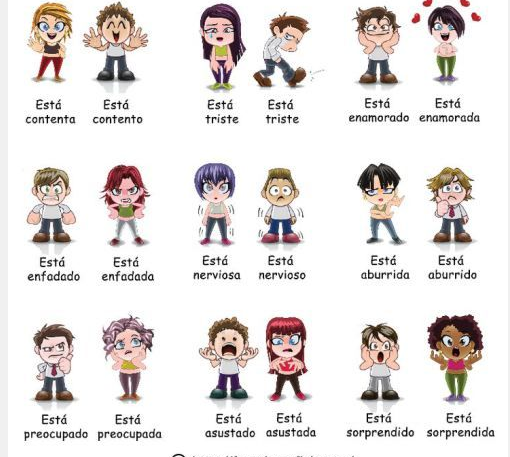 Está Está Está Está Está Está
contenta contento triste triste enamorado enamorada
Está Está Está Está Está Está
enfadado enfadada nerviosa nervioso aburrida aburrido
Está Está Está Está Está Está
preocupado preocupada asustado asustada sorprendido sorprendida